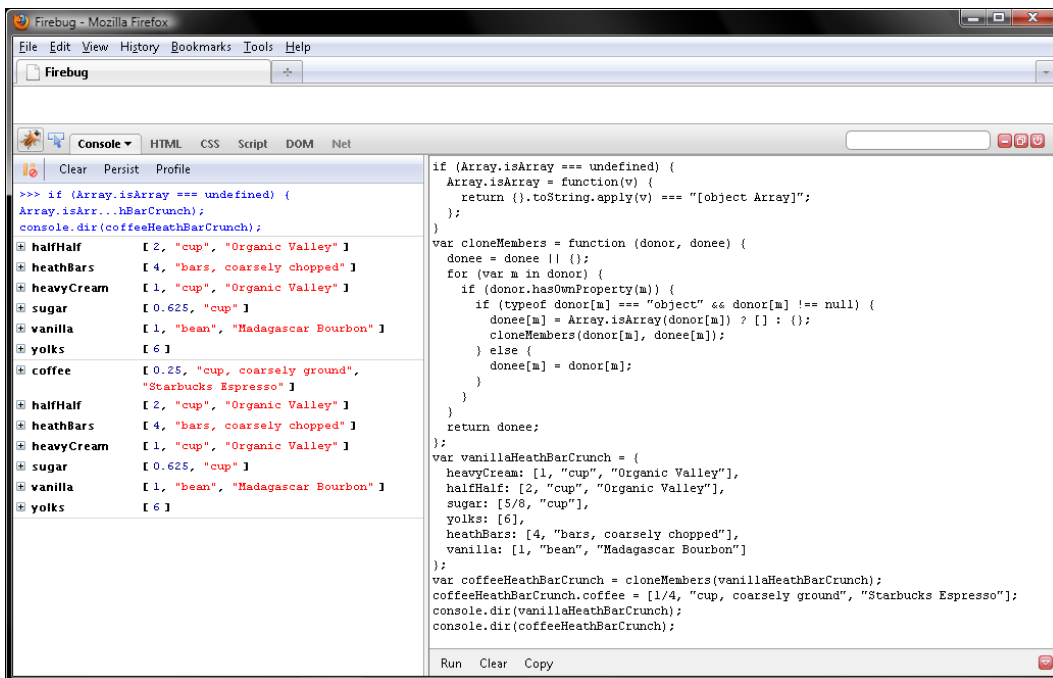 Firebug - Mozilla Firefox
File Edit View History Bookmarks Tools Help
Firebug
Console HTML CSS Script DOM Net
Clear Persist Profile
>>> if (Array.isArray === undefined) {
Array.isArr...hBarCrunch);
console.dir(coffeeHeathBarCrunch);
halfHalf [ 2, "cup", "Organic Valley" ]
heathBars [ 4, "bars, coarsely chopped" ]
heavyCream [ 1, "cup", "Organic Valley" ]
sugar [ 0.625, "cup" ]
vanilla [ 1, "bean", "Madagascar Bourbon" ]
yolks [ 6 ]
coffee [ 0.25, "cup, coarsely ground",
"Starbucks Espresso" ]
halfHalf [ 2, "cup", "Organic Valley" ]
heathBars [ 4, "bars, coarsely chopped" ]
heavyCream [ 1, "cup", "Organic Valley" ]
sugar [ 0.625, "cup" ]
vanilla [ 1, "bean", "Madagascar Bourbon" ]
yolks [ 6 ]
if (Array.isArray === undefined) {
Array.isArray = function(v) {
return {}.toString.apply(v) === "[object Array]";
};
}
var cloneMembers = function (donor, donee) {
donee = donee || {};
for (var m in donor) {
if (donor.hasOwnProperty(m)) {
if (typeof donor[m] === "object" && donor[m] !== null) {
donee[m] = Array.isArray(donor[m]) ? [] : {};
cloneMembers(donor[m], donee[m]);
} else {
donee[m] = donor[m];
}
}
}
return donee;
};
var vanillaHeathBarCrunch = {
heavyCream: [1, "cup", "Organic Valley"],
halfHalf: [2, "cup", "Organic Valley"],
sugar: [5/8, "cup"],
yolks: [6],
heathBars: [4, "bars, coarsely chopped"],
vanilla: [1, "bean", "Madagascar Bourbon"]
};
var coffeeHeathBarCrunch = cloneMembers(vanillaHeathBarCrunch);
coffeeHeathBarCrunch.coffee = [1/4, "cup, coarsely ground", "Starbucks Espresso"];
console.dir(vanillaHeathBarCrunch);
console.dir(coffeeHeathBarCrunch);
Run Clear Copy